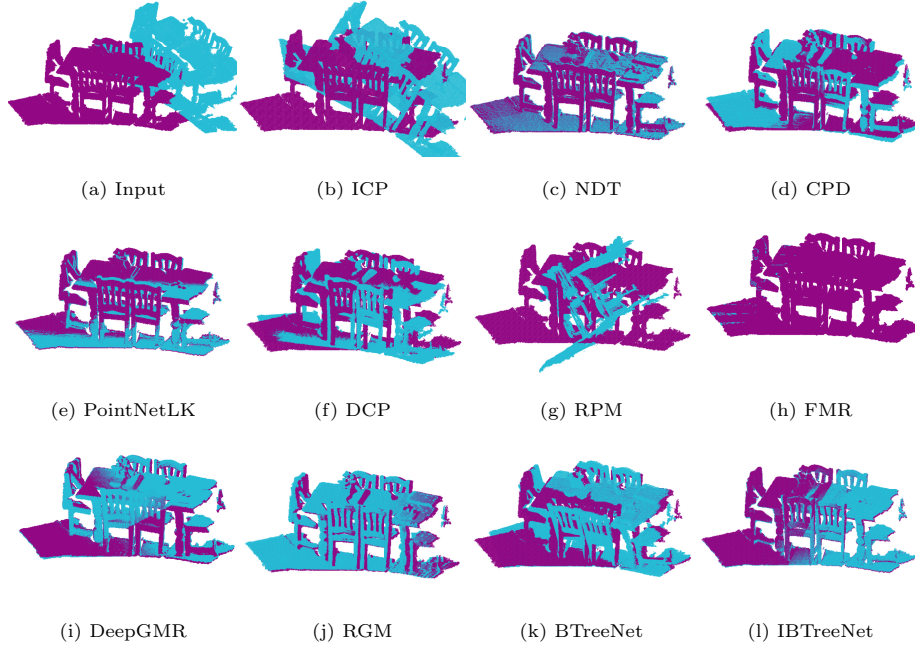 (a) Input
(b) ICP
(c) NDT
(d) CPD
(e) PointNetLK
(f) DCP
(g) RPM
(h) FMR
(i) DeepGMR
(j) RGM
(k) BTreeNet
(l) IBTreeNet